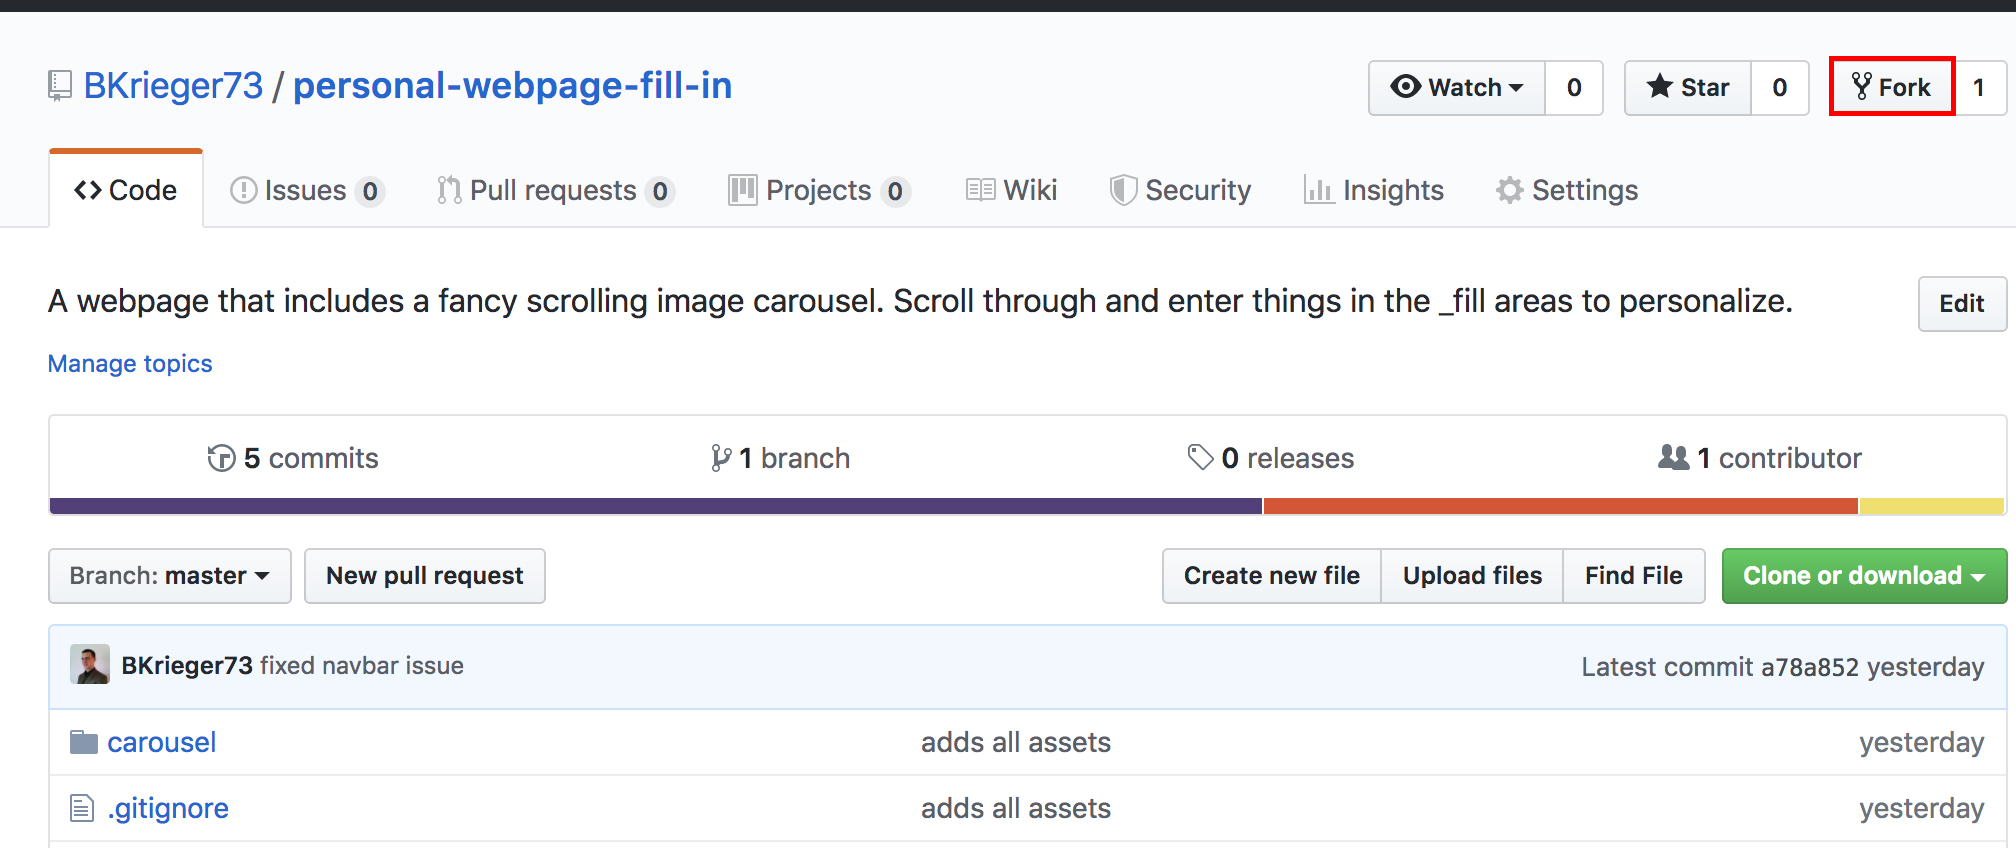 BKrieger73 / personal-webpage-fill-in Watch 0 Star 0 Fork 1
Code Issues 0 Pull requests 0 Projects 0 Wiki Security Insights Settings
A webpage that includes a fancy scrolling image carousel. Scroll through and enter things in the _fill areas to personalize. Edit
Manage topics
5 commits 1 branch 0 releases 1 contributor
Branch: master New pull request Create new file Upload files Find File Clone or download
BKrieger73 fixed navbar issue Latest commit a78a852 yesterday
carousel adds all assets yesterday
.gitignore adds all assets yesterday